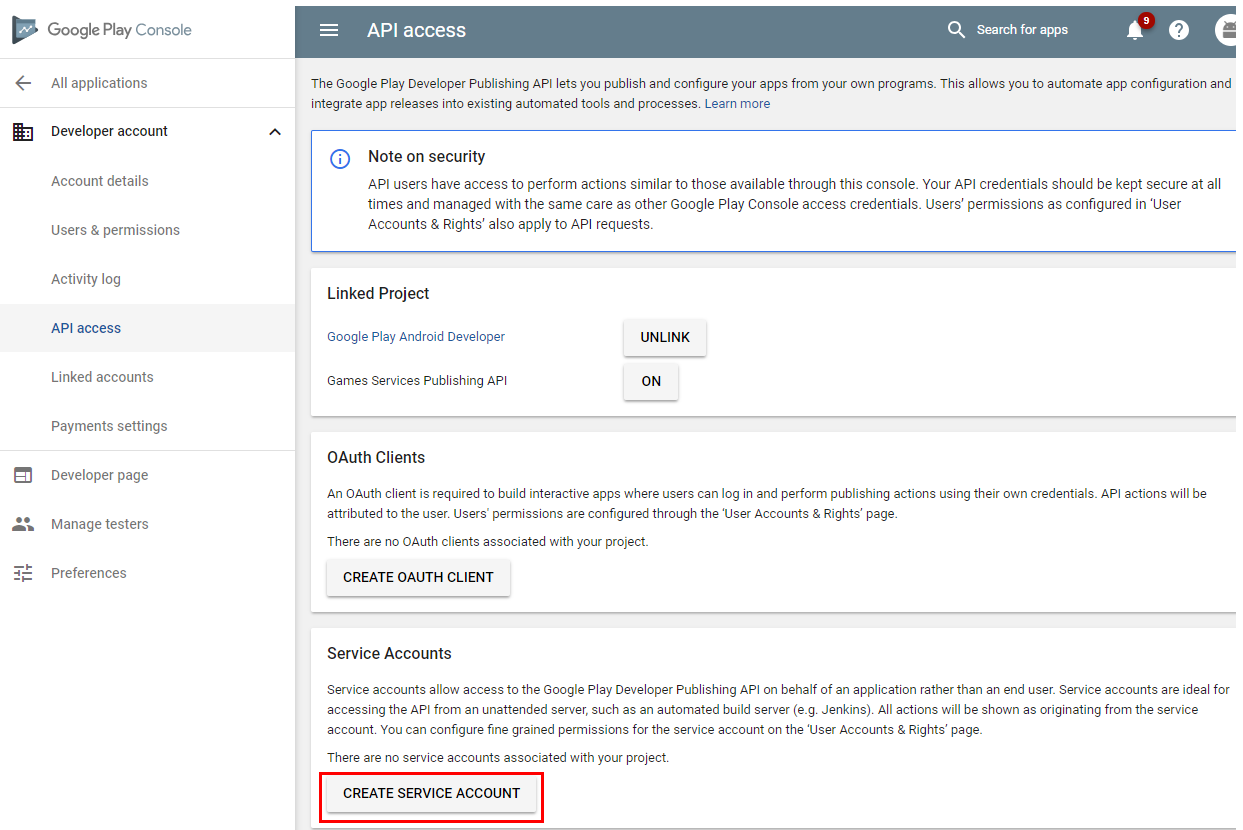 Google Play Console
All applications
Developer account
Account details
Users & permissions
Activity log
API access
Linked accounts
Payments settings
Developer page
Manage testers
Preferences
API access
Search for apps
9
The Google Play Developer Publishing API lets you publish and configure your apps from your own programs. This allows you to automate app configuration and
integrate app releases into existing automated tools and processes. Learn more
Note on security
API users have access to perform actions similar to those available through this console. Your API credentials should be kept secure at all
times and managed with the same care as other Google Play Console access credentials. Users' permissions as configured in 'User
Accounts & Rights' also apply to API requests.
Linked Project
Google Play Android Developer
UNLINK
Games Services Publishing API
ON
OAuth Clients
An OAuth client is required to build interactive apps where users can log in and perform publishing actions using their own credentials. API actions will be
attributed to the user. Users' permissions are configured through the 'User Accounts & Rights' page.
There are no OAuth clients associated with your project.
CREATE OAUTH CLIENT
Service Accounts
Service accounts allow access to the Google Play Developer Publishing API on behalf of an application rather than an end user. Service accounts are ideal for
accessing the API from an unattended server, such as an automated build server (e.g. Jenkins). All actions will be shown as originating from the service
account. You can configure fine grained permissions for the service account on the 'User Accounts & Rights' page.
There are no service accounts associated with your project.
CREATE SERVICE ACCOUNT